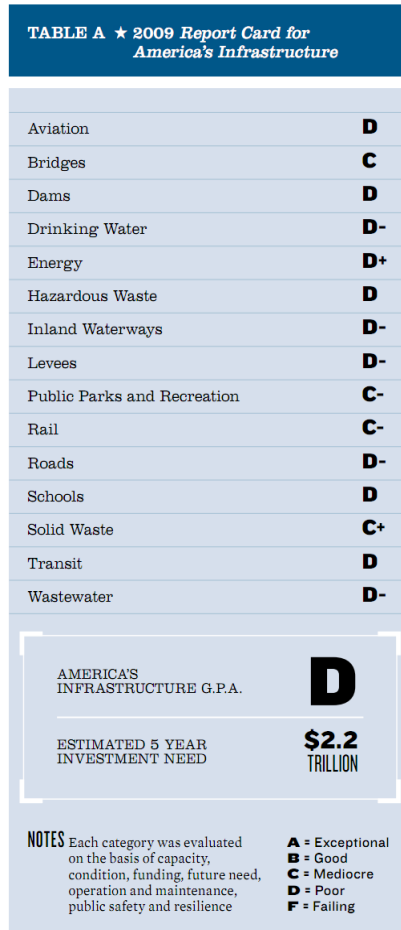 TABLE A ★ 2009 Report Card for
America's Infrastructure
Aviation D
Bridges C
Dams D
Drinking Water D-
Energy D+
Hazardous Waste D
Inland Waterways D-
Levees D-
Public Parks and Recreation C-
Rail C-
Roads D-
Schools D
Solid Waste C+
Transit D
Wastewater D-
AMERICA'S
INFRASTRUCTURE G.P.A.
D
ESTIMATED 5 YEAR
INVESTMENT NEED
$2.2
TRILLION
NOTES Each category was evaluated
on the basis of capacity,
condition, funding, future need,
operation and maintenance,
public safety and resilience
A = Exceptional
B = Good
C = Mediocre
D = Poor
F = Failing